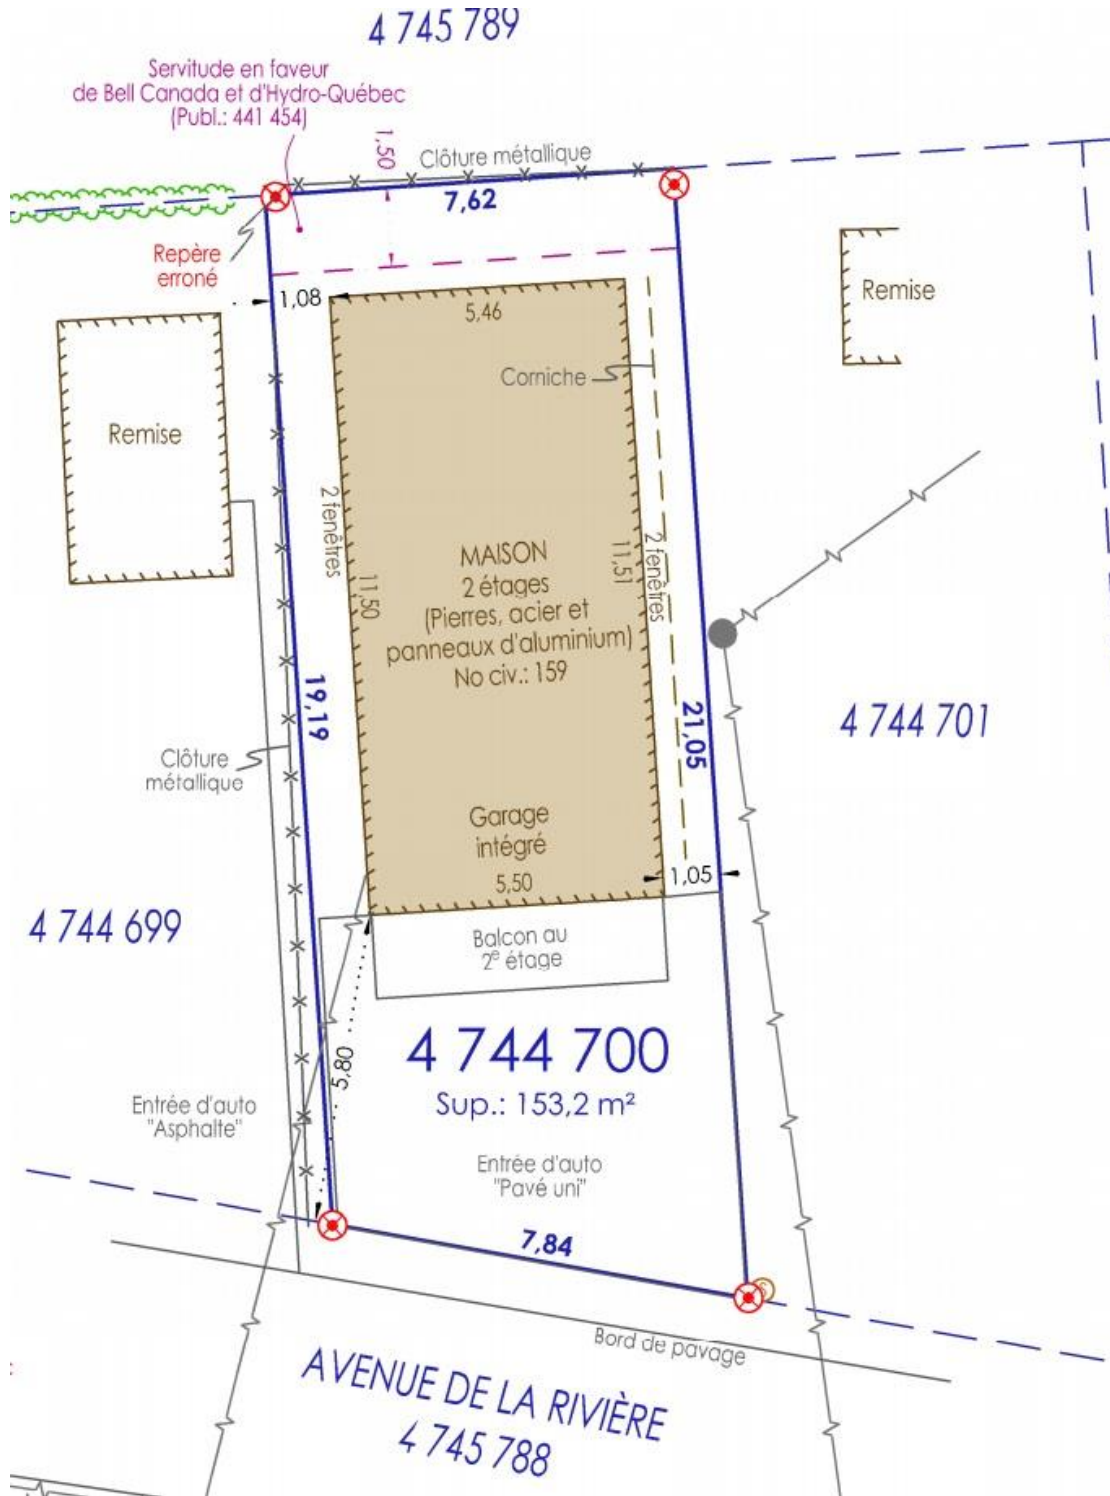 4 745 789
Servitude en faveur
de Bell Canada et d'Hydro-Québec
(Publ.: 441 454)
1,50
Clôture métallique
7,62
Repère
erroné
1,08
5,46
Remise
Corniche
Remise
2 fenêtres
11,50
MAISON
2 étages
(Pierres, acier et
panneaux d'aluminium)
No civ.: 159
11,51
2 fenêtres
19,19
21,05
4 744 701
Clôture
métallique
Garage
intégré
5,50
1,05
4 744 699
Balcon au
2e étage
4 744 700
Sup.: 153,2 m²
5,80
Entrée d'auto
"Asphalte"
Entrée d'auto
"Pavé uni"
7,84
S
Bord de pavage
AVENUE DE LA RIVIÈRE
4 745 788